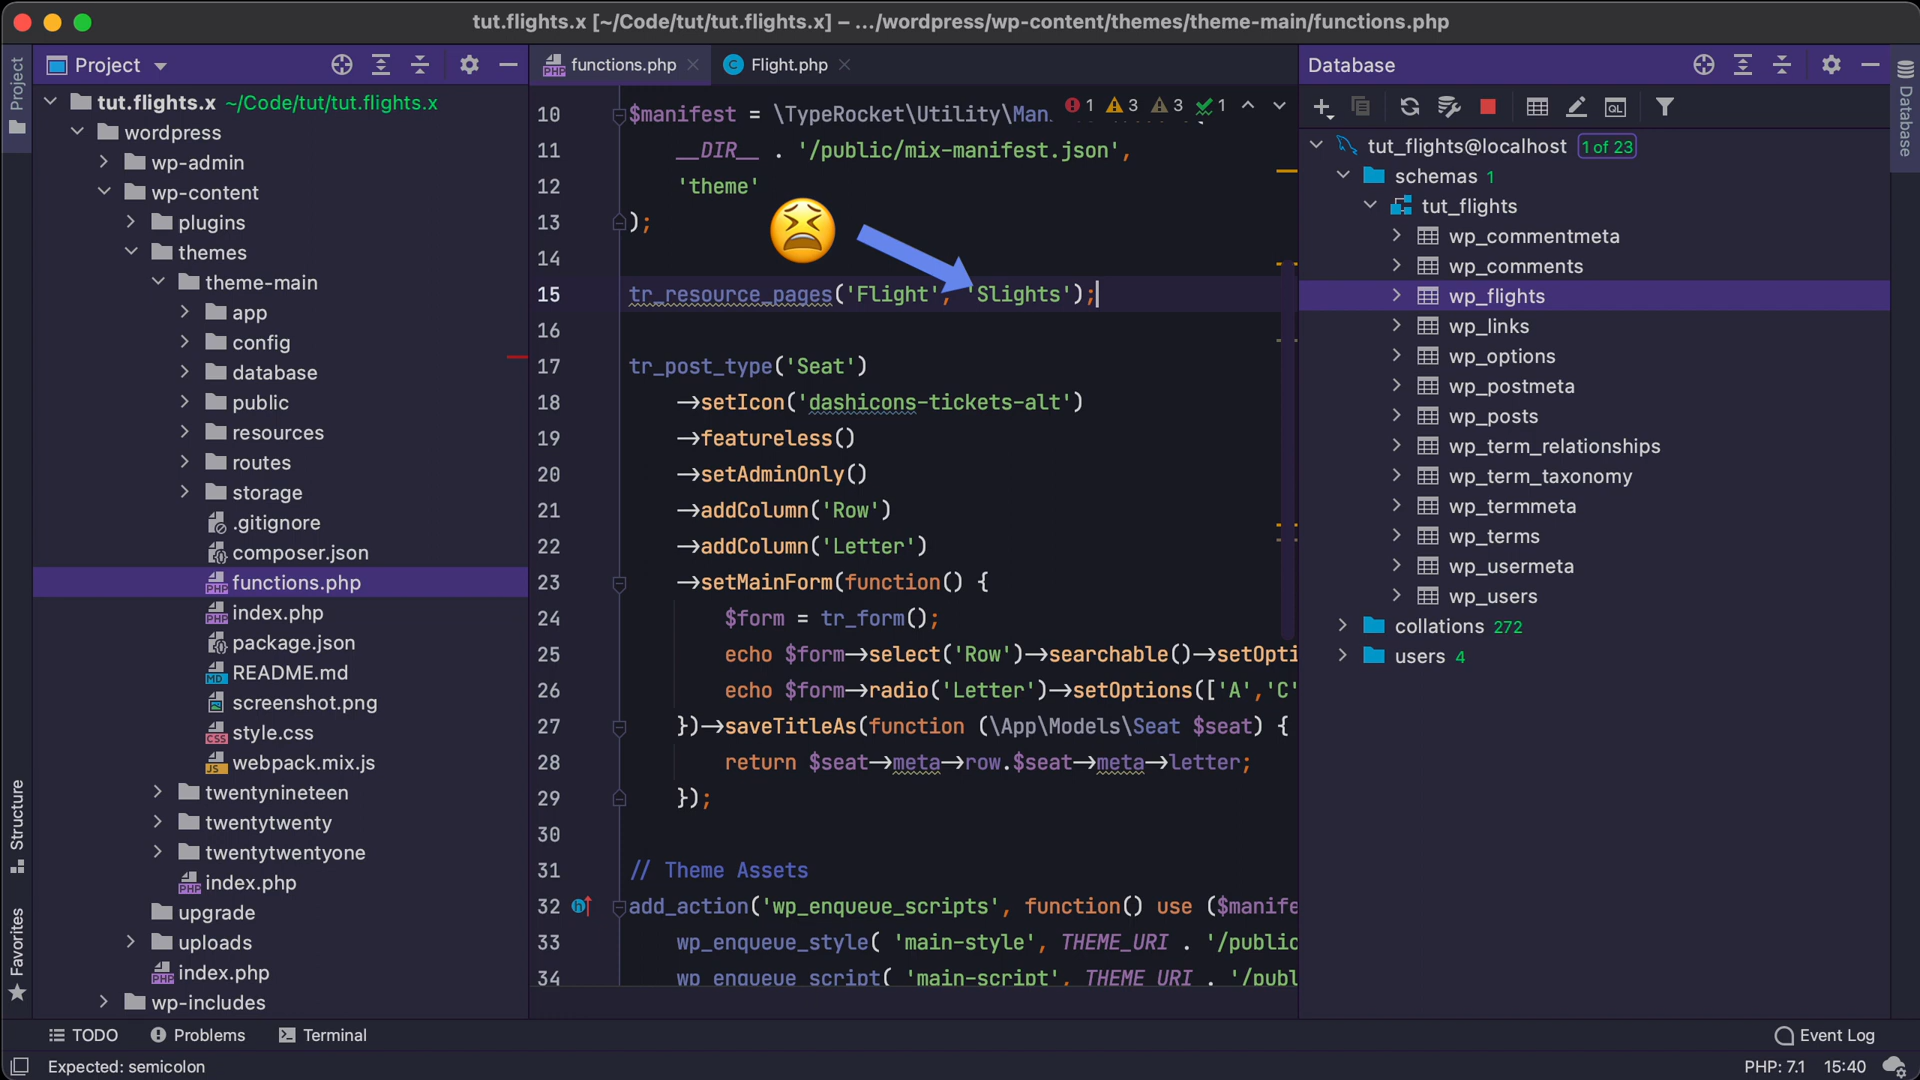 tut.flights.x [~/Code/tut/tut.flights.x] – .../wordpress/wp-content/themes/theme-main/functions.php
Project
Project
Structure
Favorites
tut.flights.x ~/Code/tut/tut.flights.x
wordpress
wp-admin
wp-content
plugins
themes
theme-main
app
config
database
public
resources
routes
storage
.gitignore
composer.json
functions.php
index.php
package.json
README.md
screenshot.png
style.css
webpack.mix.js
twentynineteen
twentytwenty
twentytwentyone
index.php
upgrade
uploads
index.php
wp-includes
functions.php
Flight.php
1 3 3 1
10 $manifest = \TypeRocket\Utility\Man
11 __DIR__ . '/public/mix-manifest.json',
12 'theme'
13 );
14
15 tr_resource_pages('Flight', 'Slights');
16
17 tr_post_type('Seat')
18 →setIcon('dashicons-tickets-alt')
19 →featureless()
20 →setAdminOnly()
21 →addColumn('Row')
22 →addColumn('Letter')
23 →setMainForm(function() {
24 $form = tr_form();
25 echo $form→select('Row')→searchable()→setOpti
26 echo $form→radio('Letter')→setOptions(['A','C'
27 })→saveTitleAs(function (\App\Models\Seat $seat) {
28 return $seat→meta→row.$seat→meta→letter;
29 });
30
31 // Theme Assets
32 add_action('wp_enqueue_scripts', function() use ($manife
33 wp_enqueue_style( 'main-style', THEME_URI . '/public
34 wp_enqueue_script( 'main-script', THEME_URI . '/publ
Database
Database
QL
tut_flights@localhost 1 of 23
schemas 1
tut_flights
wp_commentmeta
wp_comments
wp_flights
wp_links
wp_options
wp_postmeta
wp_posts
wp_term_relationships
wp_term_taxonomy
wp_termmeta
wp_terms
wp_usermeta
wp_users
collations 272
users 4
TODO
Problems
Terminal
Event Log
Expected: semicolon
PHP: 7.1 15:40